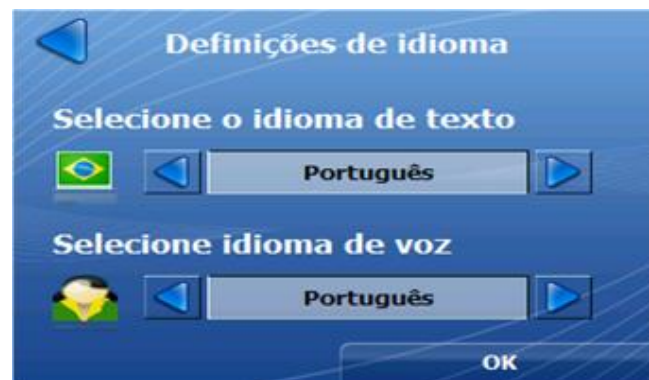 Definições de idioma
Selecione o idioma de texto
Português
Selecione idioma de voz
Português
OK